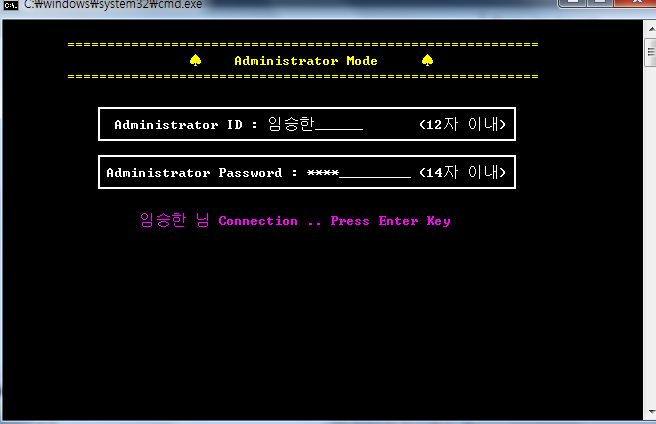 C:₩windows₩system32₩cmd.exe
♠ Administrator Mode ♠
Administrator ID : 임승한______ (12자 이내)
Administrator Password : ****_________ (14자 이내)
임승한 님 Connection .. Press Enter Key